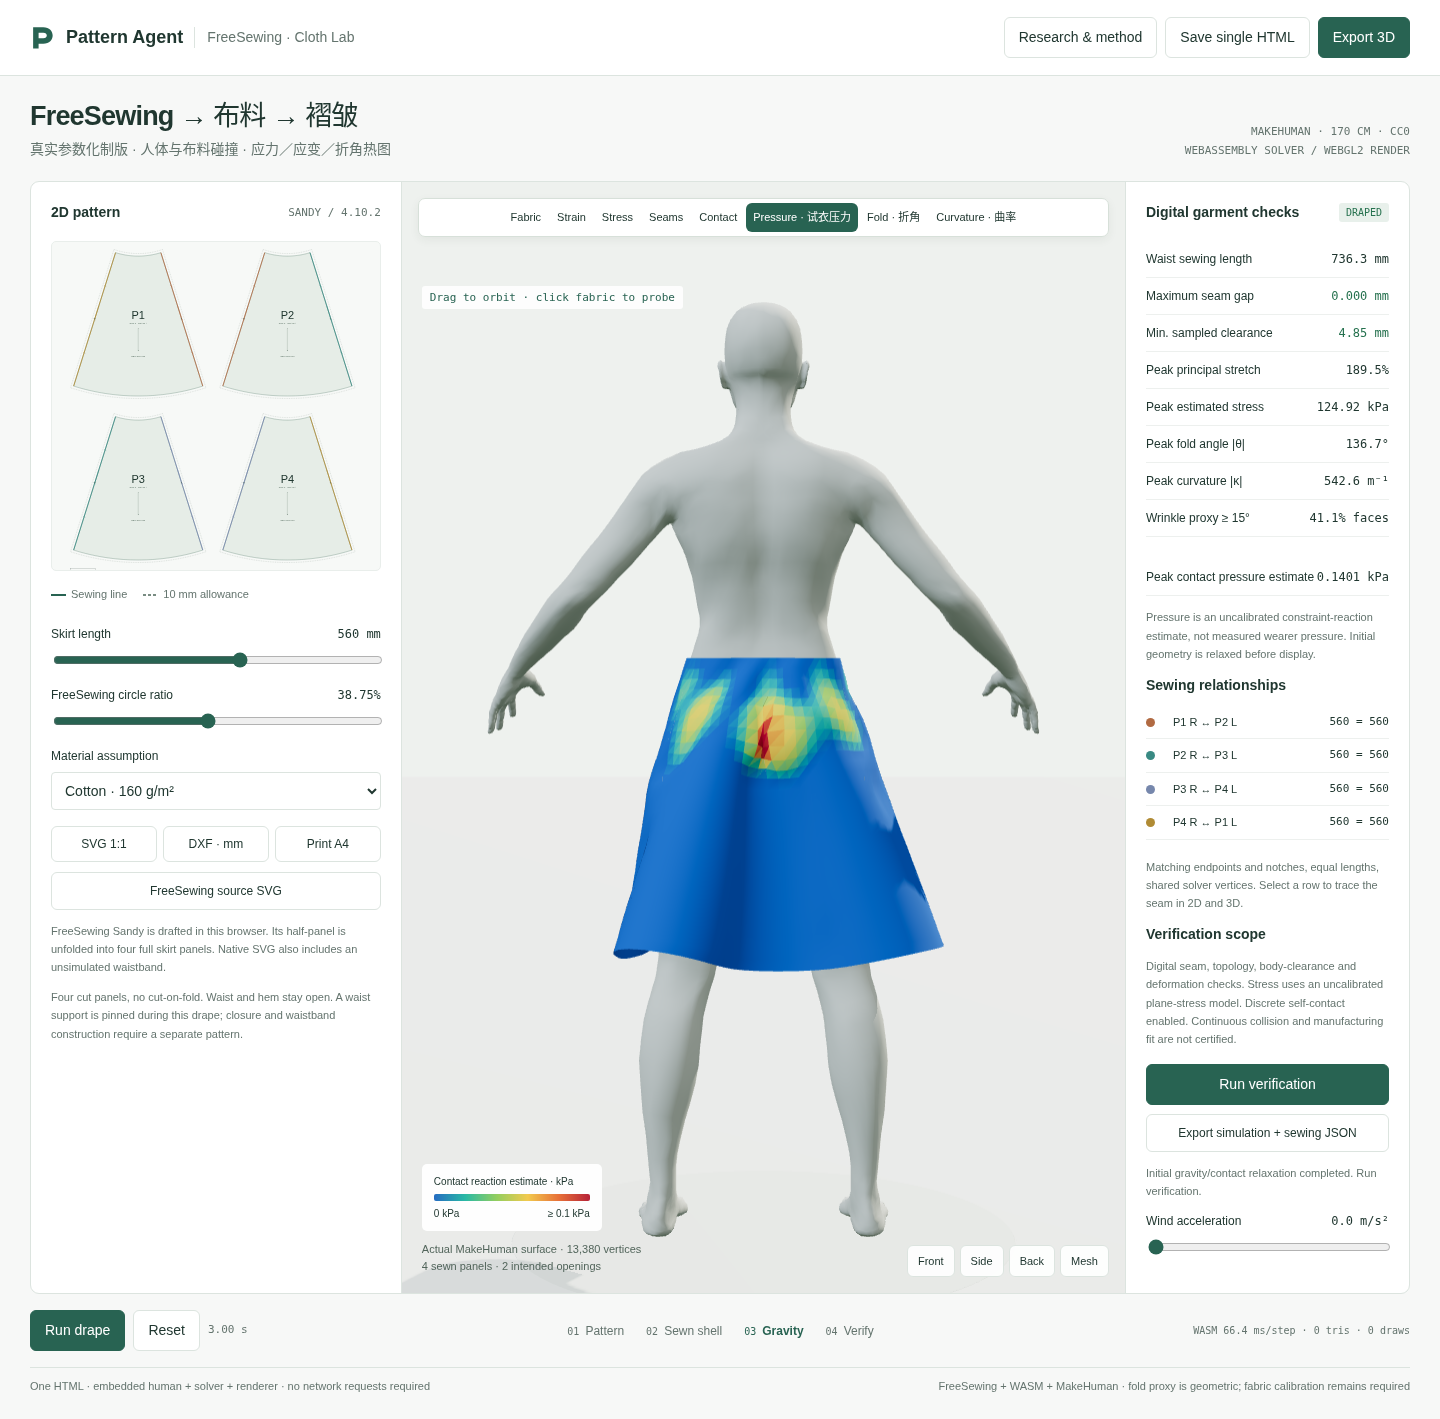 Pattern Agent
FreeSewing · Cloth Lab
Research & method
Save single HTML
Export 3D
FreeSewing → 布料 → 褶皱
真实参数化制版 · 人体与布料碰撞 · 应力／应变／折角热图
MAKEHUMAN · 170 CM · CC0
WEBASSEMBLY SOLVER / WEBGL2 RENDER
2D pattern
SANDY / 4.10.2
P1
P2
P3
P4
Sewing line
10 mm allowance
Skirt length
560 mm
FreeSewing circle ratio
38.75%
Material assumption
Cotton · 160 g/m²
SVG 1:1
DXF · mm
Print A4
FreeSewing source SVG
FreeSewing Sandy is drafted in this browser. Its half-panel is
unfolded into four full skirt panels. Native SVG also includes an
unsimulated waistband.
Four cut panels, no cut-on-fold. Waist and hem stay open. A waist
support is pinned during this drape; closure and waistband
construction require a separate pattern.
Fabric
Strain
Stress
Seams
Contact
Pressure · 试衣压力
Fold · 折角
Curvature · 曲率
Drag to orbit · click fabric to probe
Contact reaction estimate · kPa
0 kPa
≥ 0.1 kPa
Actual MakeHuman surface · 13,380 vertices
4 sewn panels · 2 intended openings
Front
Side
Back
Mesh
Digital garment checks
DRAPED
Waist sewing length
736.3 mm
Maximum seam gap
0.000 mm
Min. sampled clearance
4.85 mm
Peak principal stretch
189.5%
Peak estimated stress
124.92 kPa
Peak fold angle |θ|
136.7°
Peak curvature |κ|
542.6 m⁻¹
Wrinkle proxy ≥ 15°
41.1% faces
Peak contact pressure estimate
0.1401 kPa
Pressure is an uncalibrated constraint-reaction
estimate, not measured wearer pressure. Initial
geometry is relaxed before display.
Sewing relationships
P1 R ↔ P2 L
560 = 560
P2 R ↔ P3 L
560 = 560
P3 R ↔ P4 L
560 = 560
P4 R ↔ P1 L
560 = 560
Matching endpoints and notches, equal lengths,
shared solver vertices. Select a row to trace the
seam in 2D and 3D.
Verification scope
Digital seam, topology, body-clearance and
deformation checks. Stress uses an uncalibrated
plane-stress model. Discrete self-contact
enabled. Continuous collision and manufacturing
fit are not certified.
Run verification
Export simulation + sewing JSON
Initial gravity/contact relaxation completed. Run
verification.
Wind acceleration
0.0 m/s²
Run drape
Reset
3.00 s
01 Pattern
02 Sewn shell
03 Gravity
04 Verify
WASM 66.4 ms/step · 0 tris · 0 draws
One HTML · embedded human + solver + renderer · no network requests required
FreeSewing + WASM + MakeHuman · fold proxy is geometric; fabric calibration remains required